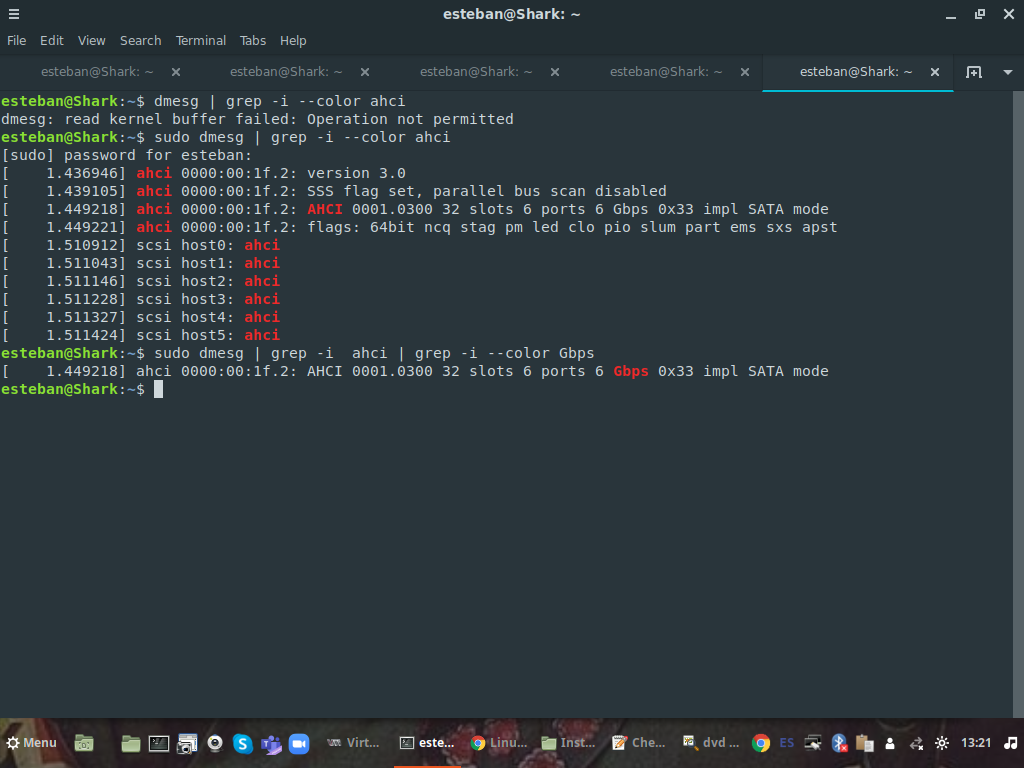 esteban@Shark: ~
File Edit View Search Terminal Tabs Help
esteban@Shark: ~ esteban@Shark: ~ esteban@Shark: ~ esteban@Shark: ~ esteban@Shark: ~
esteban@Shark:~$ dmesg | grep -i --color ahci
dmesg: read kernel buffer failed: Operation not permitted
esteban@Shark:~$ sudo dmesg | grep -i --color ahci
[sudo] password for esteban:
[    1.436946] ahci 0000:00:1f.2: version 3.0
[    1.439105] ahci 0000:00:1f.2: SSS flag set, parallel bus scan disabled
[    1.449218] ahci 0000:00:1f.2: AHCI 0001.0300 32 slots 6 ports 6 Gbps 0x33 impl SATA mode
[    1.449221] ahci 0000:00:1f.2: flags: 64bit ncq stag pm led clo pio slum part ems sxs apst
[    1.510912] scsi host0: ahci
[    1.511043] scsi host1: ahci
[    1.511146] scsi host2: ahci
[    1.511228] scsi host3: ahci
[    1.511327] scsi host4: ahci
[    1.511424] scsi host5: ahci
esteban@Shark:~$ sudo dmesg | grep -i  ahci | grep -i --color Gbps
[    1.449218] ahci 0000:00:1f.2: AHCI 0001.0300 32 slots 6 ports 6 Gbps 0x33 impl SATA mode
esteban@Shark:~$
Menu Virt... este... Linu... Inst... Che... dvd ... ES 13:21